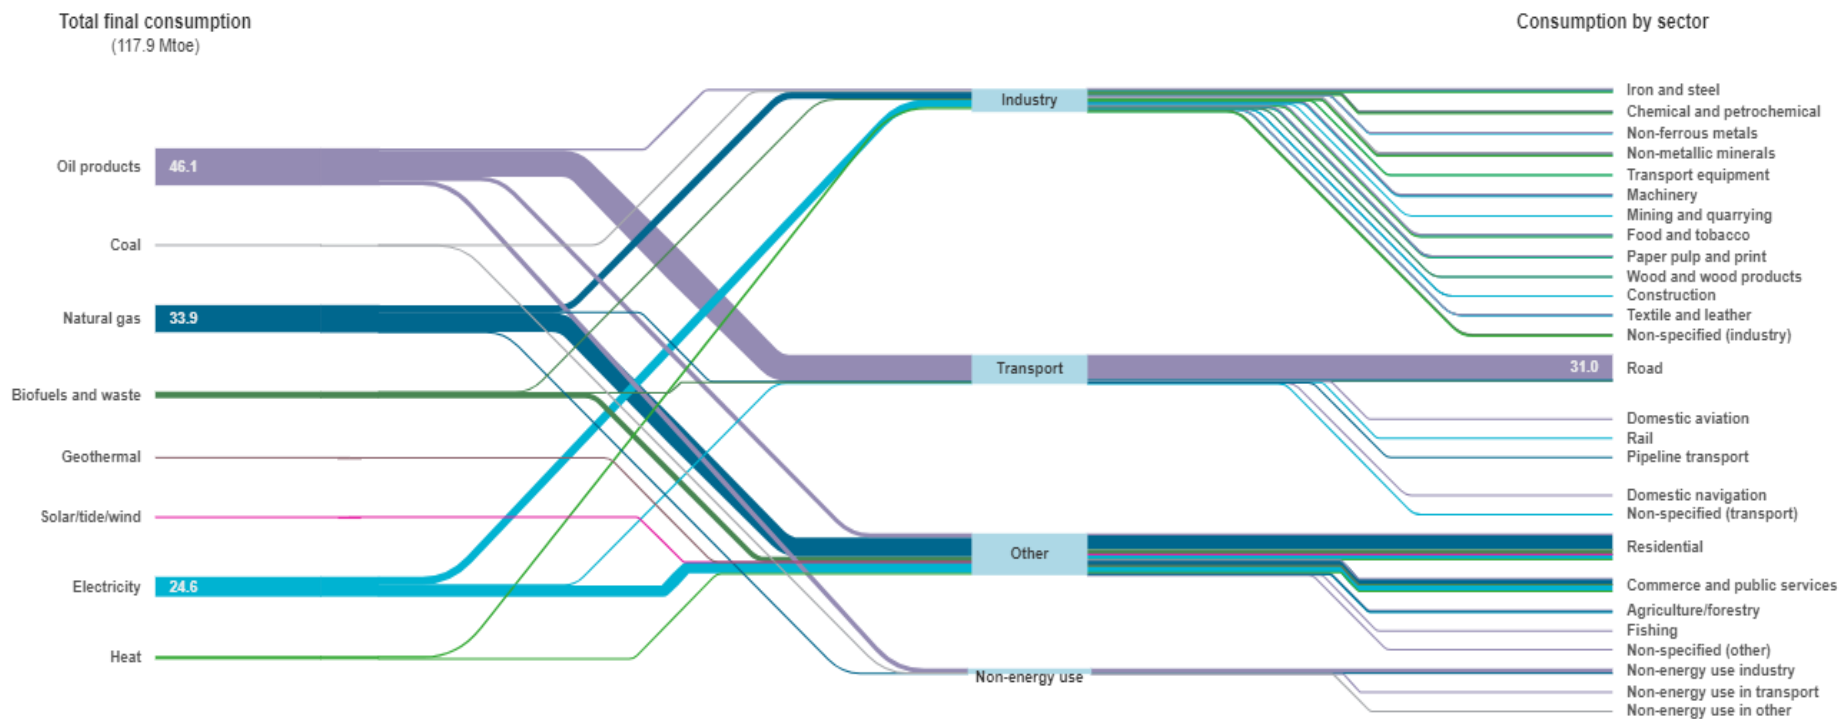 Total final consumption
(117.9 Mtoe)
Consumption by sector
Oil products
46.1
Coal
Natural gas
33.9
Biofuels and waste
Geothermal
Solar/tide/wind
Electricity
24.6
Heat
Industry
Transport
Other
Non-energy use
Iron and steel
Chemical and petrochemical
Non-ferrous metals
Non-metallic minerals
Transport equipment
Machinery
Mining and quarrying
Food and tobacco
Paper pulp and print
Wood and wood products
Construction
Textile and leather
Non-specified (industry)
31.0
Road
Domestic aviation
Rail
Pipeline transport
Domestic navigation
Non-specified (transport)
Residential
Commerce and public services
Agriculture/forestry
Fishing
Non-specified (other)
Non-energy use industry
Non-energy use in transport
Non-energy use in other